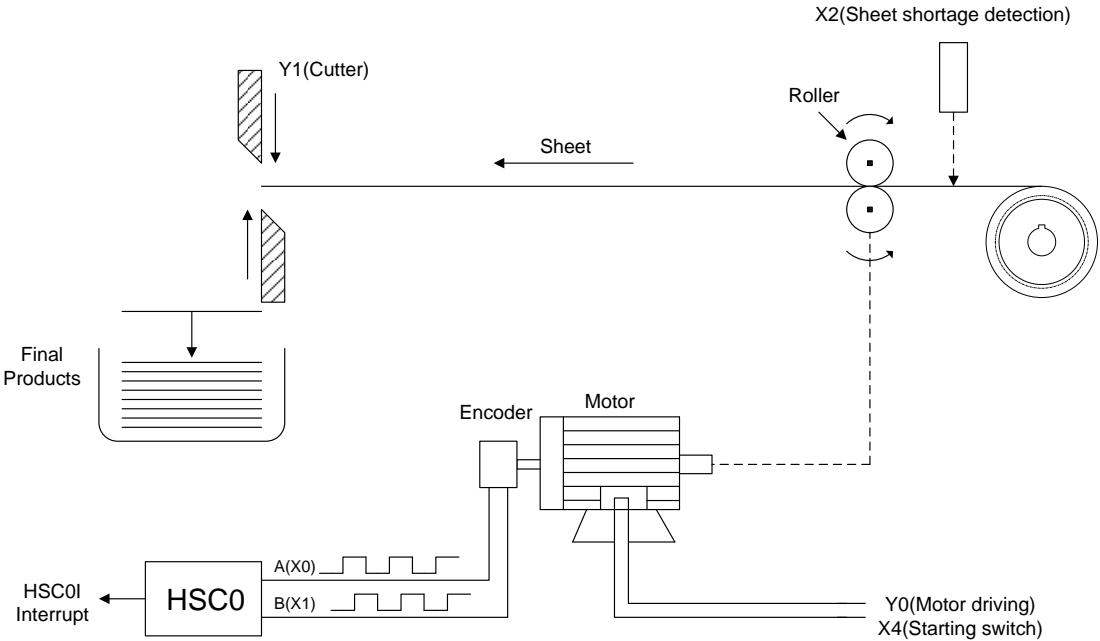 X2(Sheet shortage detection)
Y1(Cutter)
Roller
Sheet
Final
Products
Encoder
Motor
A(X0)
HSC0I
Interrupt
HSC0
B(X1)
Y0(Motor driving)
X4(Starting switch)